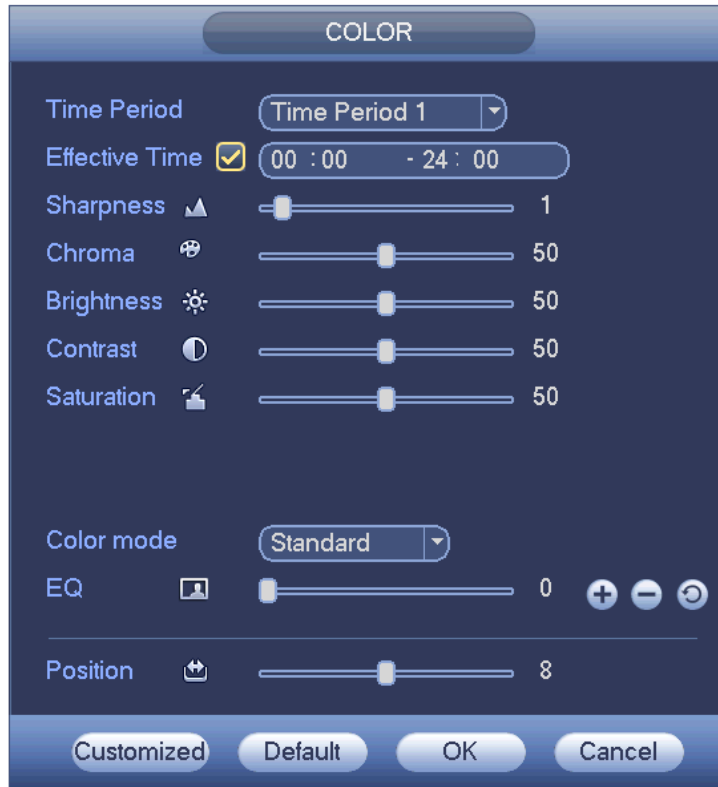 COLOR
Time Period Time Period 1
Effective Time 00 :00 - 24 : 00
Sharpness 1
Chroma 50
Brightness 50
Contrast 50
Saturation 50
Color mode Standard
EQ 0
Position 8
Customized Default OK Cancel